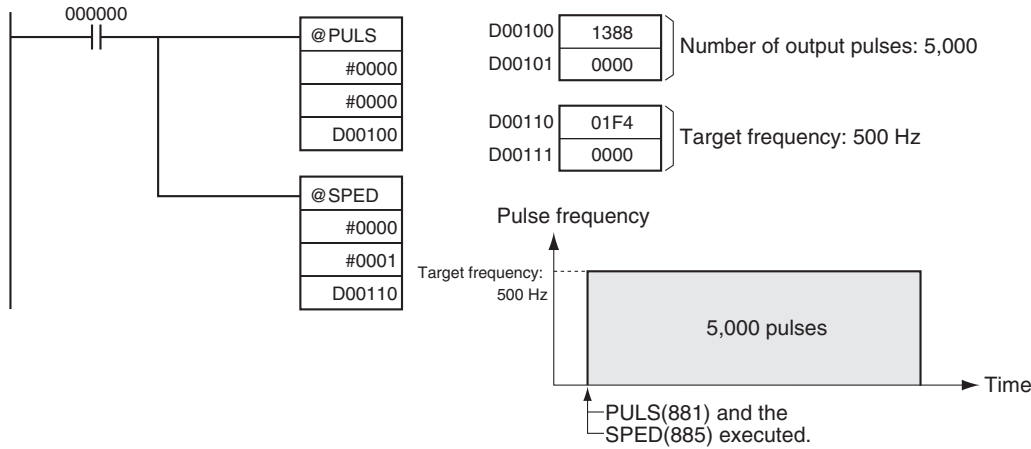 000000
@PULS
#0000
#0000
D00100
@SPED
#0000
#0001
D00110
D00100 1388
D00101 0000
Number of output pulses: 5,000
D00110 01F4
D00111 0000
Target frequency: 500 Hz
Pulse frequency
Target frequency:
500 Hz
5,000 pulses
Time
PULS(881) and the
SPED(885) executed.